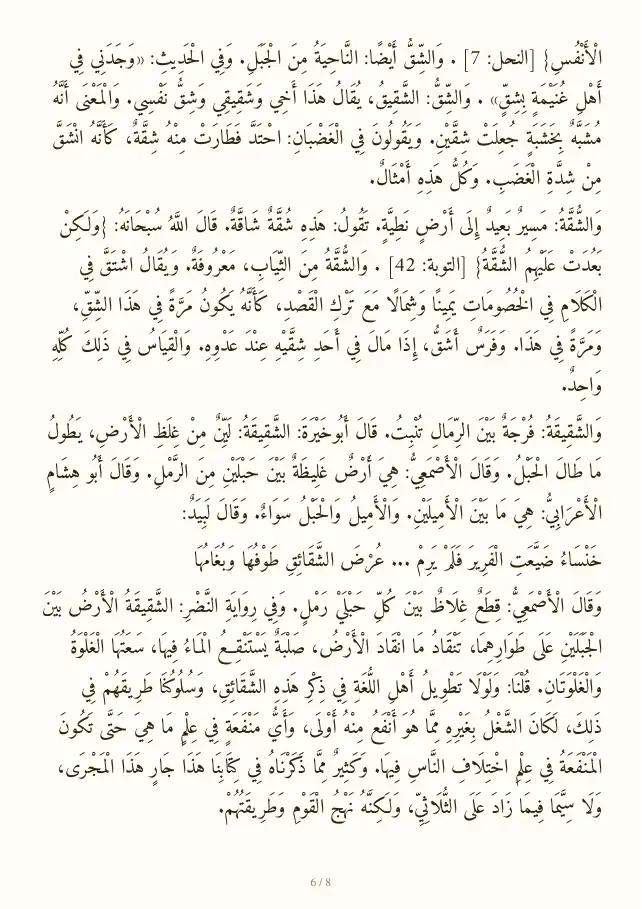 الْأَنْفُسِ} [النحل: 7] . وَالشِّقُّ أَيْضًا: النَّاحِيَةُ مِنَ الْجَبَلِ. وَفِي الْحَدِيثِ: «وَجَدَنِي فِي
أَهْلِ غُنَيْمَةٍ بِشِقٍّ» . وَالشِّقُّ: الشَّقِيقُ، يُقَالُ هَذَا أَخِي وَشَقِيقِي وَشِقُّ نَفْسِي. وَالْمَعْنَى أَنَّهُ
مُشَبَّهٌ بِخَشَبَةٍ جُعِلَتْ شِقَّيْنِ. وَيَقُولُونَ فِي الْغَضْبَانِ: احْتَدَّ فَطَارَتْ مِنْهُ شِقَّةٌ، كَأَنَّهُ انْشَقَّ
مِنْ شِدَّةِ الْغَضَبِ. وَكُلُّ هَذِهِ أَمْثَالٌ.
وَالشُّقَّةُ: مَسِيرٌ بَعِيدٌ إِلَى أَرْضٍ نَطِيَّةٍ. تَقُولُ: هَذِهِ شُقَّةٌ شَاقَّةٌ. قَالَ اللَّهُ سُبْحَانَهُ: {وَلَكِنْ
بَعُدَتْ عَلَيْهِمُ الشُّقَّةُ} [التوبة: 42] . وَالشُّقَّةُ مِنَ الثِّيَابِ، مَعْرُوفَةٌ. وَيُقَالُ اشْتَقَّ فِي
الْكَلَامِ فِي الْخُصُومَاتِ يَمِينًا وَشِمَالًا مَعَ تَرْكِ الْقَصْدِ، كَأَنَّهُ يَكُونُ مَرَّةً فِي هَذَا الشِّقِّ،
وَمَرَّةً فِي هَذَا. وَفَرَسٌ أَشَقُّ، إِذَا مَالَ فِي أَحَدِ شِقَّيْهِ عِنْدَ عَدْوِهِ. وَالْقِيَاسُ فِي ذَلِكَ كُلِّهِ
وَاحِدٌ.
وَالشَّقِيقَةُ: فُرْجَةٌ بَيْنَ الرِّمَالِ تُنْبِتُ. قَالَ أَبُو خَيْرَةَ: الشَّقِيقَةُ: لَيِّنٌ مِنْ غِلَظِ الْأَرْضِ، يَطُولُ
مَا طَالَ الْحَبْلُ. وَقَالَ الْأَصْمَعِيُّ: هِيَ أَرْضٌ غَلِيظَةٌ بَيْنَ حَبْلَيْنِ مِنَ الرَّمْلِ. وَقَالَ أَبُو هِشَامٍ
الْأَعْرَابِيُّ: هِيَ مَا بَيْنَ الْأَمِيلَيْنِ. وَالْأَمِيلُ وَالْحَبْلُ سَوَاءٌ. وَقَالَ لَبِيَدٌ:
خَنْسَاءُ ضَيَّعَتِ الْفَرِيرَ فَلَمْ يَرِمْ ... عُرْضَ الشَّقَائِقِ طَوْفُهَا وَبُغَامُهَا
وَقَالَ الْأَصْمَعِيُّ: قِطَعٌ غِلَاظٌ بَيْنَ كُلِّ حَبْلَيْ رَمْلٍ. وَفِي رِوَايَةِ النَّضْرِ: الشَّقِيقَةُ الْأَرْضُ بَيْنَ
الْجَبَلَيْنِ عَلَى طَوَارِهِمَا، تَنْقَادُ مَا انْقَادَ الْأَرْضُ، صَلْبَةٌ يَسْتَنْقِعُ الْمَاءُ فِيهَا، سَعَتُهَا الْغَلْوَةُ
وَالْغَلْوَتَانِ. قُلْنَا: وَلَوْلَا تَطْوِيلُ أَهْلِ اللُّغَةِ فِي ذِكْرِ هَذِهِ الشَّقَائِقِ، وَسُلُوكُنَا طَرِيقَهُمْ فِي
ذَلِكَ، لَكَانَ الشُّغْلُ بِغَيْرِهِ مِمَّا هُوَ أَنْفَعُ مِنْهُ أَوْلَى، وَأَيُّ مَنْفَعَةٍ فِي عِلْمِ مَا هِيَ حَتَّى تَكُونَ
الْمَنْفَعَةُ فِي عِلْمِ اخْتِلَافِ النَّاسِ فِيهَا. وَكَثِيرٌ مِمَّا ذَكَرْنَاهُ فِي كِتَابِنَا هَذَا جَارٍ هَذَا الْمَجْرَى،
وَلَا سِيَّمَا فِيمَا زَادَ عَلَى الثُّلَاثِيِّ، وَلَكِنَّهُ نَهْجُ الْقَوْمِ وَطَرِيقَتُهُمْ.
6 / 8